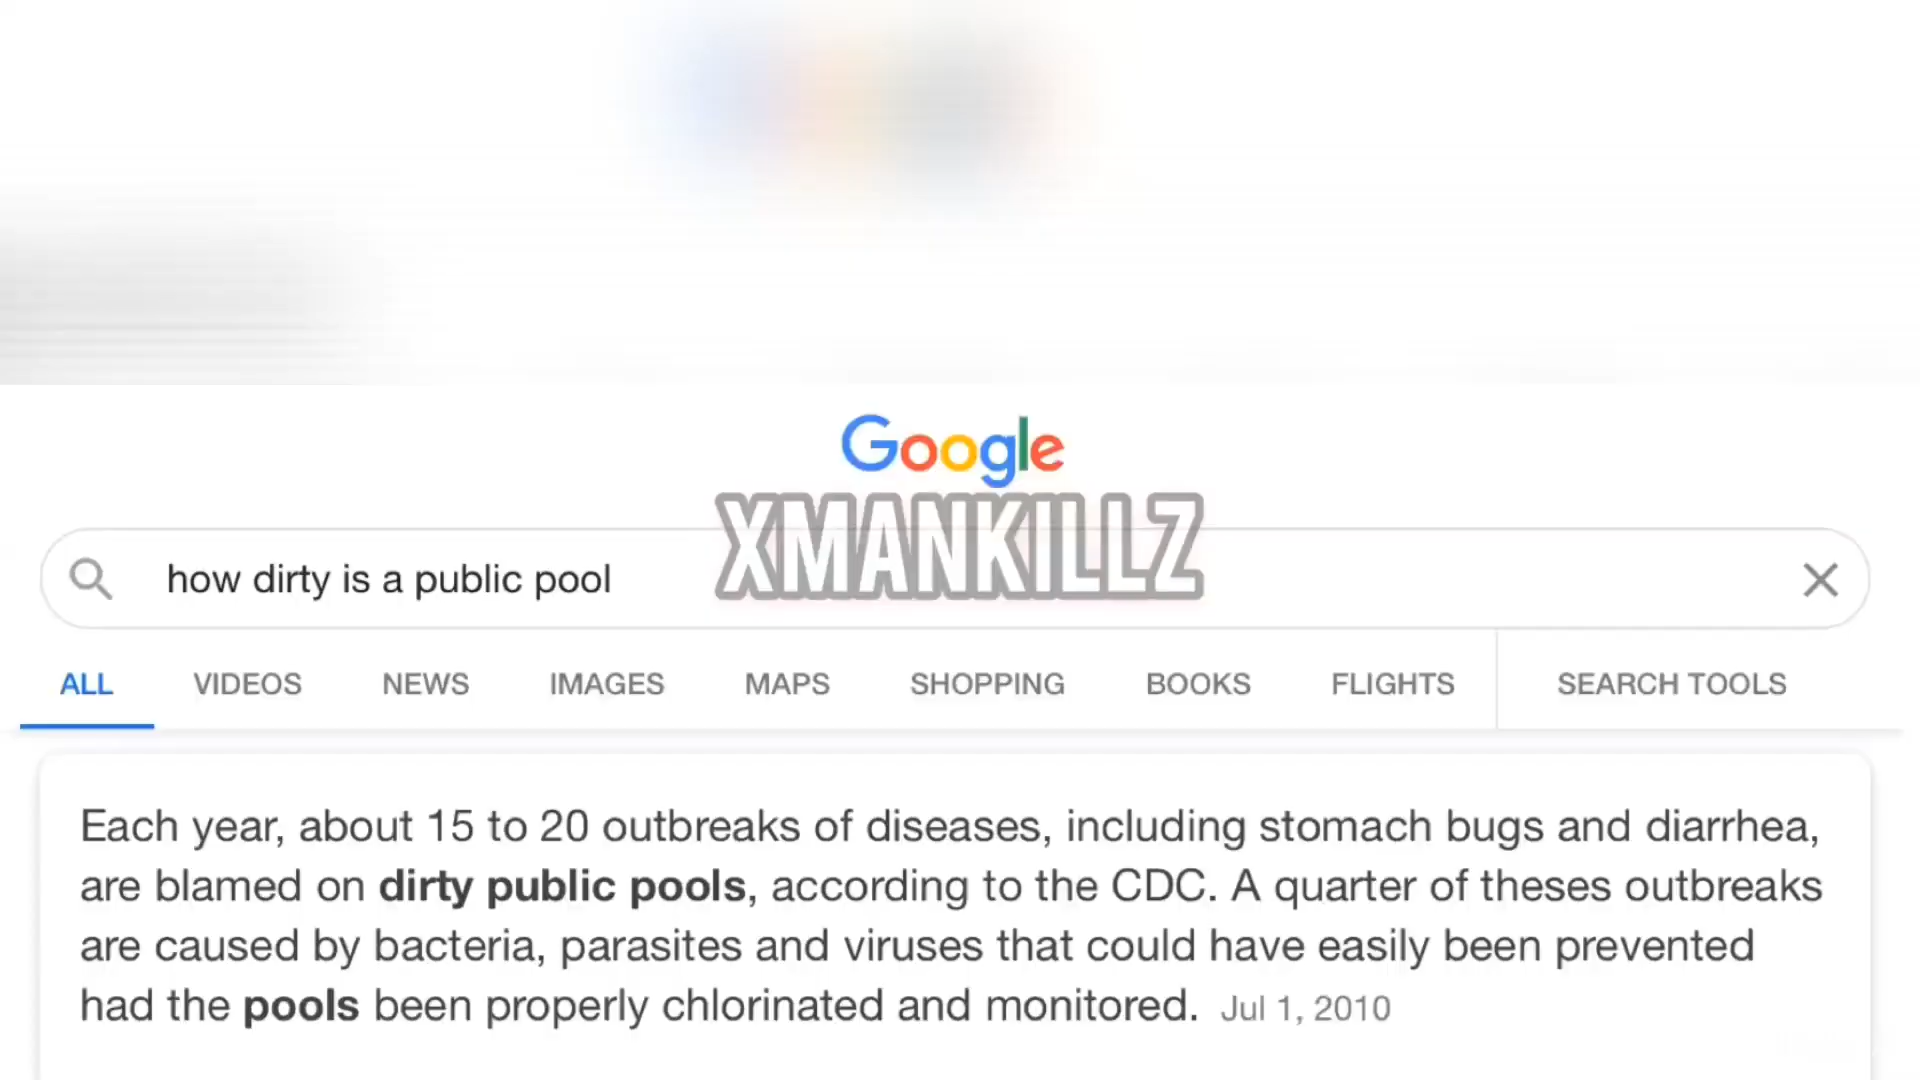 Google
XMANKILLZ
how dirty is a public pool
ALL VIDEOS NEWS IMAGES MAPS SHOPPING BOOKS FLIGHTS SEARCH TOOLS
Each year, about 15 to 20 outbreaks of diseases, including stomach bugs and diarrhea,
are blamed on dirty public pools, according to the CDC. A quarter of theses outbreaks
are caused by bacteria, parasites and viruses that could have easily been prevented
had the pools been properly chlorinated and monitored. Jul 1, 2010